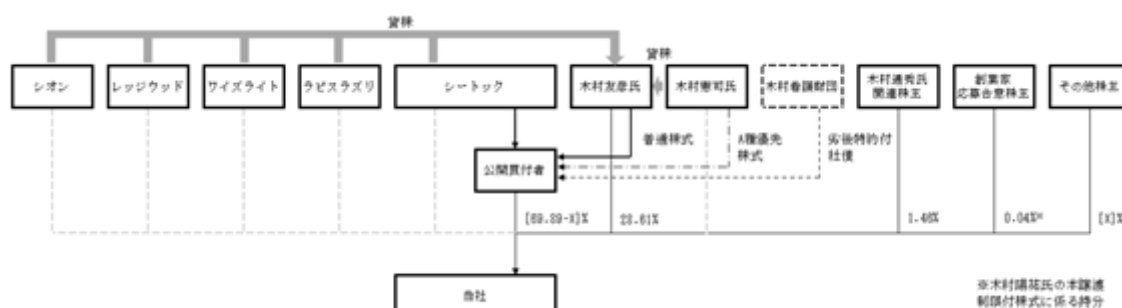 貸株
貸株
シオン
レッジウッド
ワイズライト
ラピスラズリ
シートック
木村友彦氏
木村憲司氏
木村看護財団
木村通秀氏
関連株主
創業家
応募合意株主
その他株主
普通株式
A種優先
株式
劣後特約付
社債
公開買付者
[69.89-X]%
28.61%
1.46%
0.04%※
[X]%
当社
※木村陽花氏の本譲渡
制限付株式に係る持分